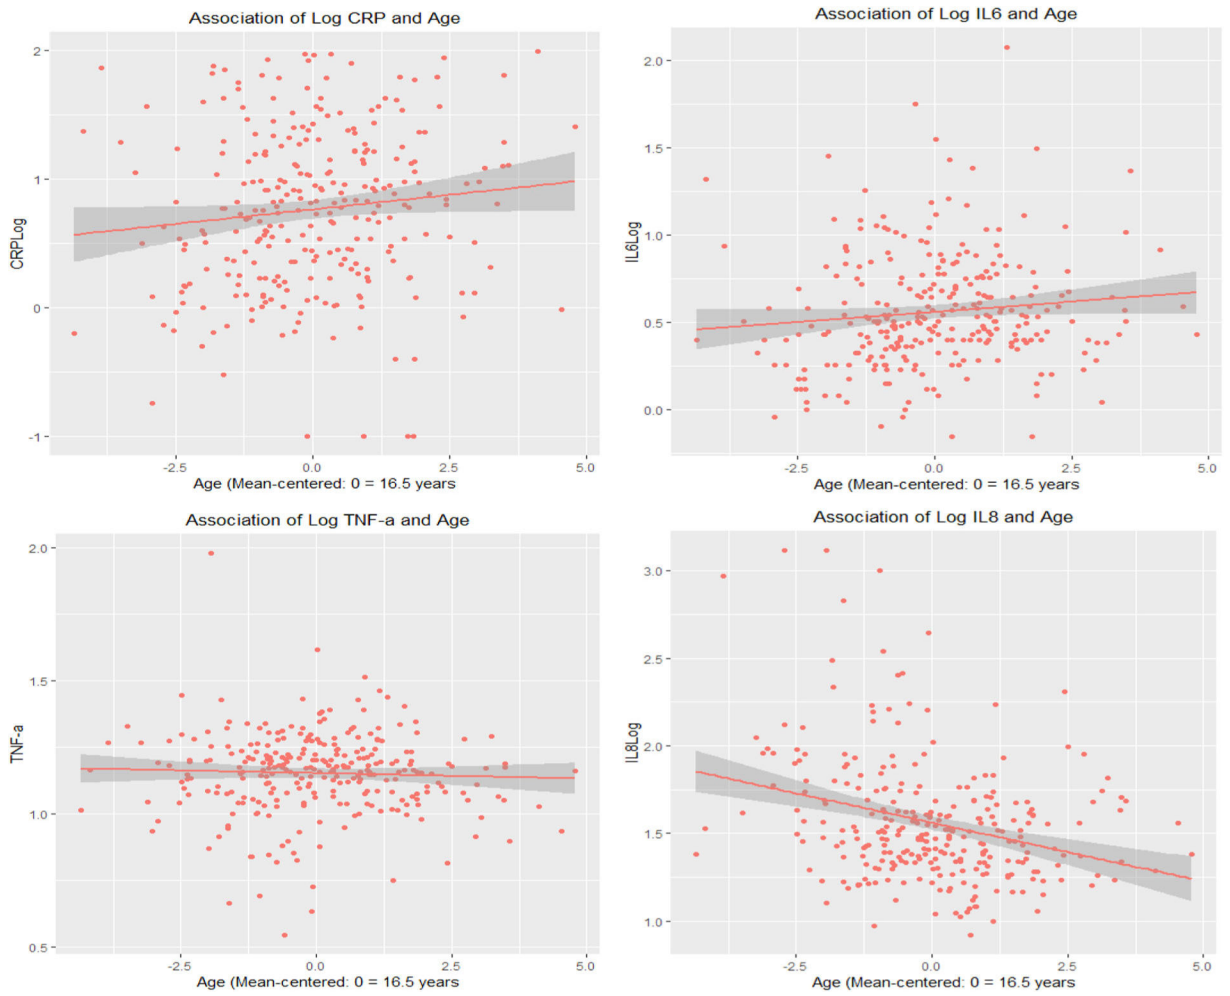 Association of Log CRP and Age
2
1
0
-1
CRPLog
-2.5 0.0 2.5 5.0
Age (Mean-centered: 0 = 16.5 years
Association of Log IL6 and Age
2.0
1.5
1.0
0.5
0.0
IL6Log
-2.5 0.0 2.5 5.0
Age (Mean-centered: 0 = 16.5 years
Association of Log TNF-a and Age
2.0
1.5
1.0
0.5
TNF-a
-2.5 0.0 2.5 5.0
Age (Mean-centered: 0 = 16.5 years
Association of Log IL8 and Age
3.0
2.5
2.0
1.5
1.0
IL8Log
-2.5 0.0 2.5 5.0
Age (Mean-centered: 0 = 16.5 years